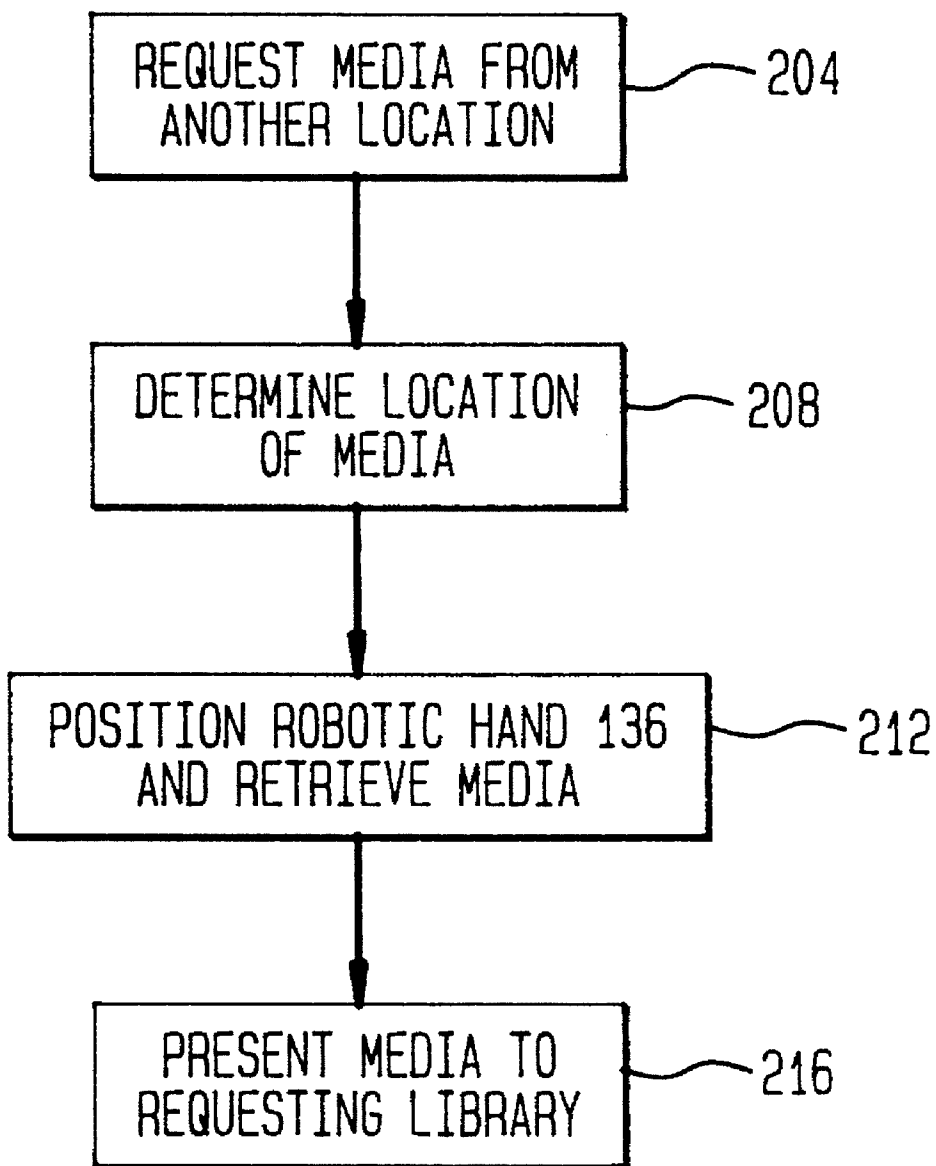 REQUEST MEDIA FROM
ANOTHER LOCATION
204
DETERMINE LOCATION
OF MEDIA
208
POSITION ROBOTIC HAND 136
AND RETRIEVE MEDIA
212
PRESENT MEDIA TO
REQUESTING LIBRARY
216